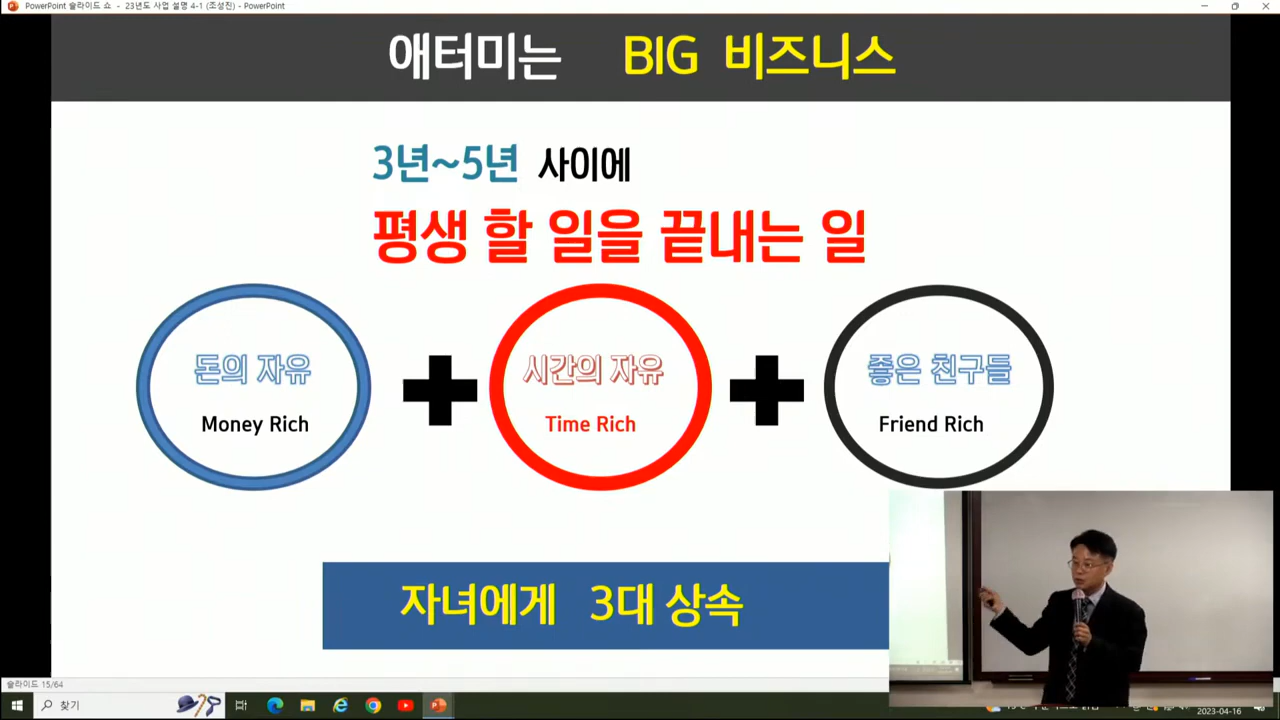 PowerPoint 슬라이드 쇼 - 23년도 사업 설명 4-1 (조성진) - PowerPoint
애터미는 BIG 비즈니스
3년~5년 사이에
평생 할 일을 끝내는 일
돈의 자유
Money Rich
시간의 자유
Time Rich
좋은 친구들
Friend Rich
자녀에게 3대 상속
슬라이드 15/64
찾기
2023-04-16